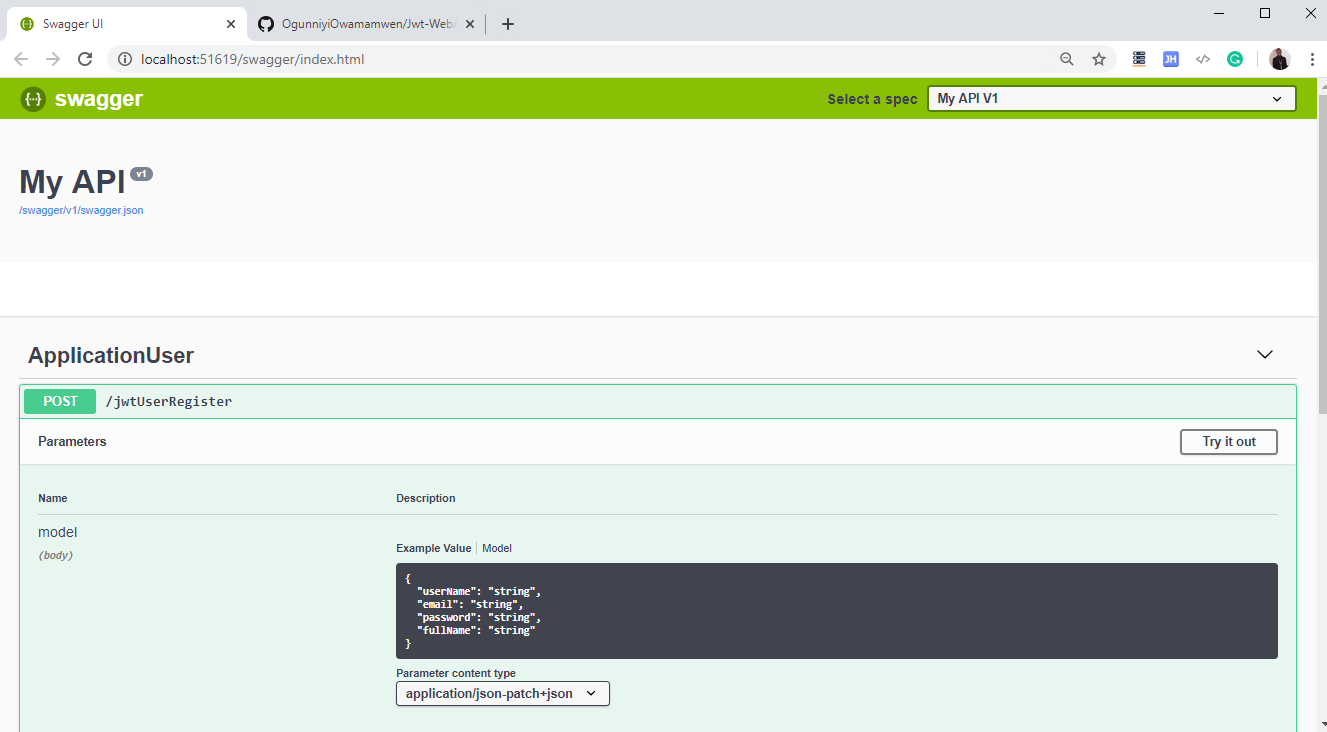 Swagger UI
OgunniyiOwamamwen/Jwt-Web
localhost:51619/swagger/index.html
JH
{··} swagger
Select a spec
My API V1
My API v1
/swagger/v1/swagger.json
ApplicationUser
POST /jwtUserRegister
Parameters
Try it out
Name Description
model
(body)
Example Value | Model
{
"userName": "string",
"email": "string",
"password": "string",
"fullName": "string"
}
Parameter content type
application/json-patch+json